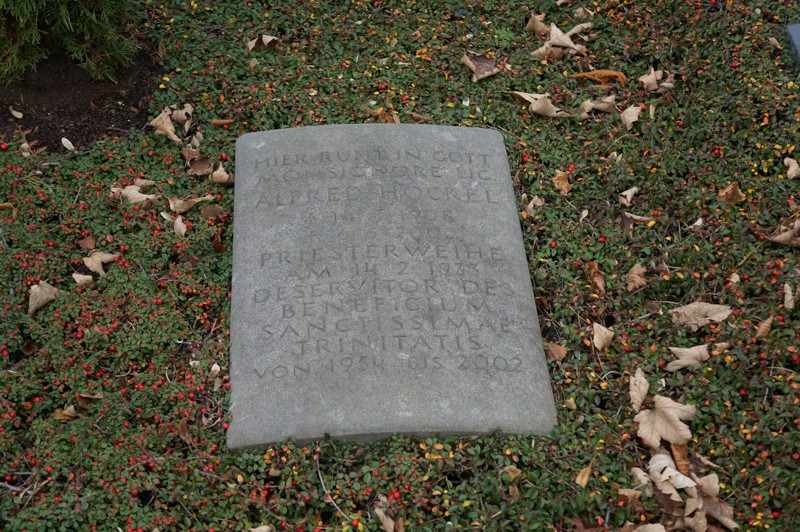 HIER RUHT IN GOTT
MONSIGNORE LIC
ALFRED HÖCKEL
PRIESTERWEIHE
AM 14 2 19
DESERVITOR DES
BENEFICIUM
SANCTISSIMAE
TRINITATIS
VON BIS 2002